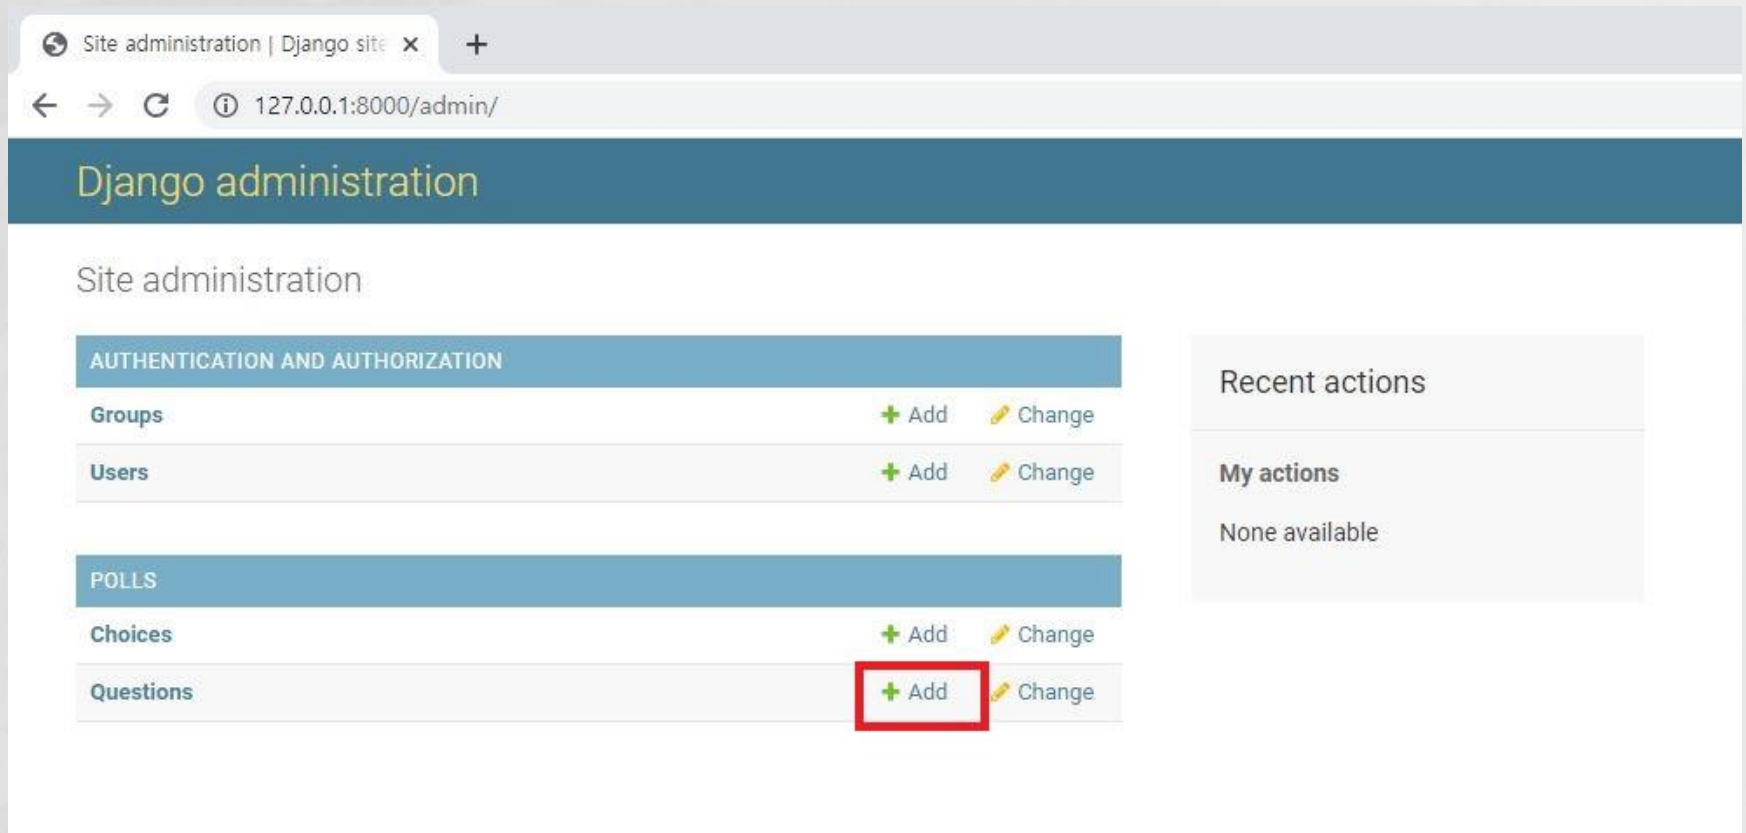 Site administration | Django site
127.0.0.1:8000/admin/
Django administration
Site administration
AUTHENTICATION AND AUTHORIZATION
Groups Add Change
Users Add Change
POLLS
Choices Add Change
Questions Add Change
Recent actions
My actions
None available